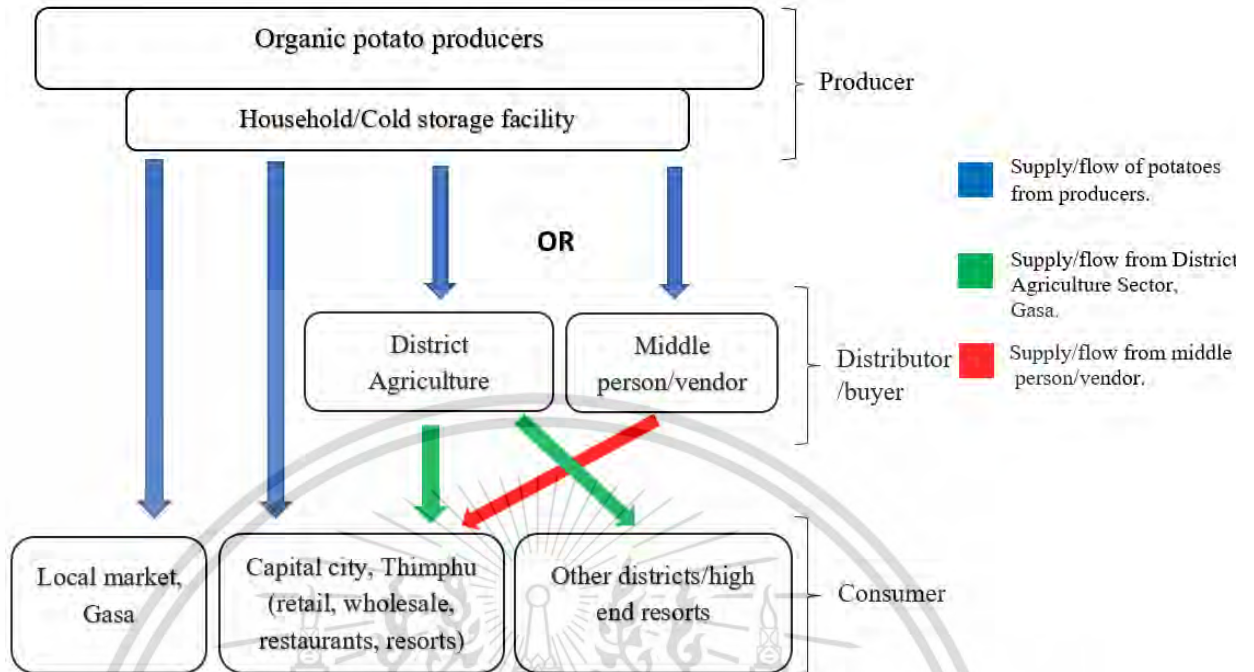 Organic potato producers
Household/Cold storage facility
Producer
Supply/flow of potatoes
from producers.
OR
Supply/flow from District
Agriculture Sector,
Gasa.
District
Agriculture
Middle
person/vendor
Distributor
/buyer
Supply/flow from middle
person/vendor.
Local market,
Gasa
Capital city, Thimphu
(retail, wholesale,
restaurants, resorts)
Other districts/high
end resorts
Consumer